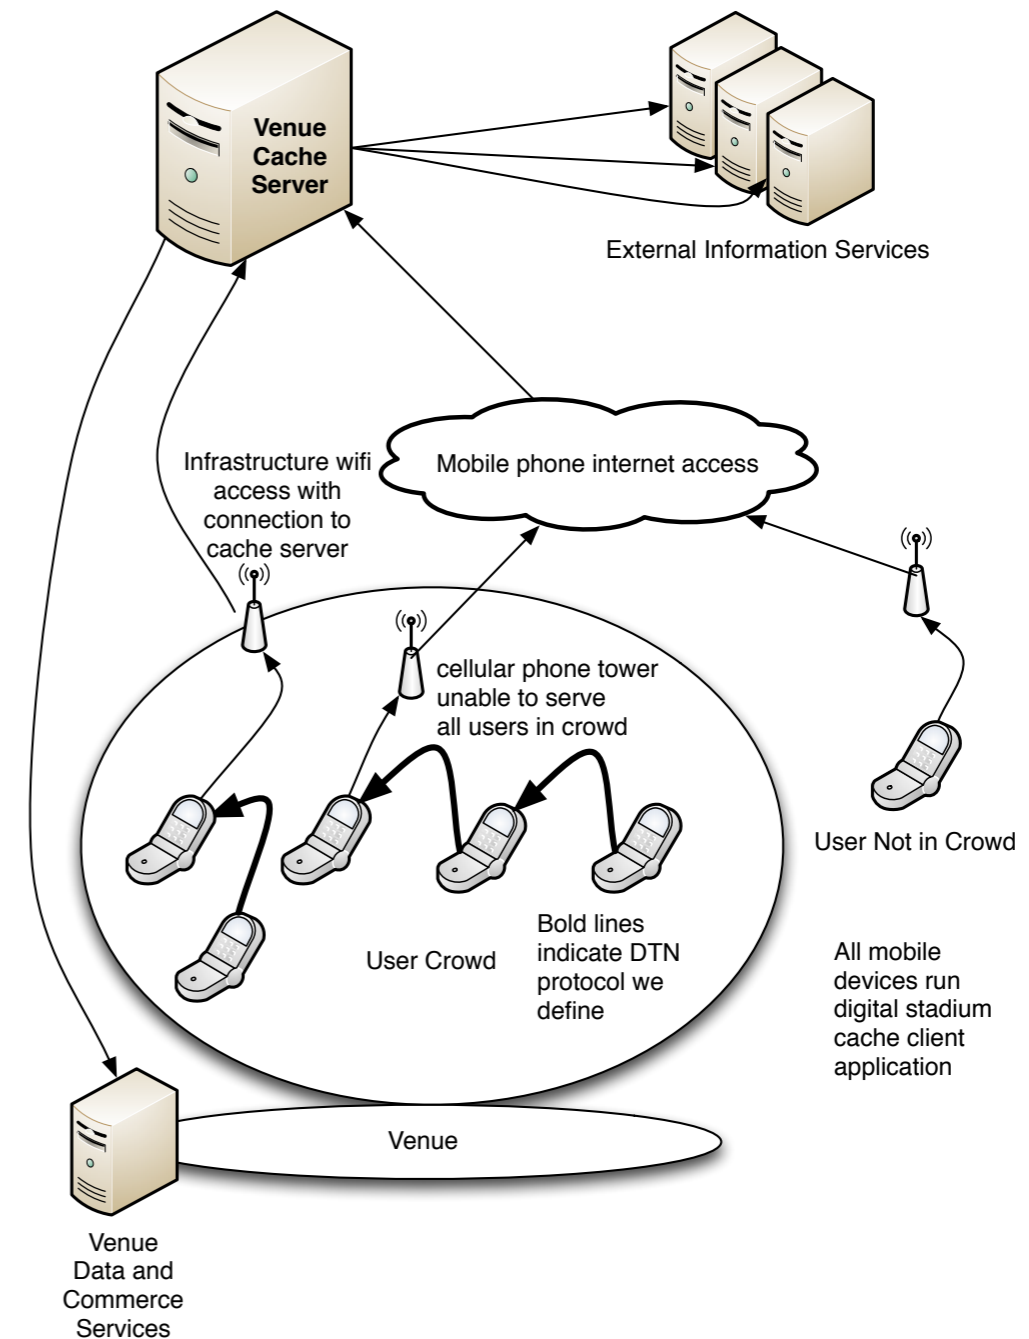 Venue
Cache
Server
External Information Services
Mobile phone internet access
Infrastructure wifi
access with
connection to
cache server
cellular phone tower
unable to serve
all users in crowd
User Not in Crowd
User Crowd
Bold lines
indicate DTN
protocol we
define
All mobile
devices run
digital stadium
cache client
application
Venue
Venue
Data and
Commerce
Services